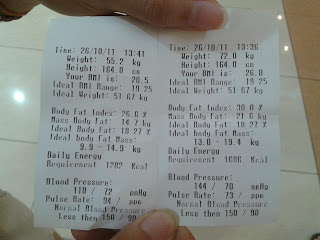 Time: 26/10/11 13:41
Weight: 55.2 kg
Height: 164.0 cm
Your BMI is: 20.5
Ideal BMI Range: 19 25
Ideal Weight: 51 67 kg
Body Fat Index: 26.6 %
Mass Body Fat: 14.7 kg
Ideal Body Fat: 18 27 %
Ideal body Fat Mass:
9.9 - 14.9 kg
Daily Energy
Requirement 1282 Kcal
Blood Pressure:
110 / 72 mmHg
Pulse Rate: 94 / ppm
Normal Blood Pressure
Less then 150 / 90
Time: 26/10/11 13:36
Weight: 72.0 kg
Height: 164.0 cm
Your BMI is: 26.8
Ideal BMI Range: 19 25
Ideal Weight: 51 67 kg
Body Fat Index: 30.0 %
Mass Body Fat: 21.6 kg
Ideal Body Fat: 18 27 %
Ideal body Fat Mass:
13.0 - 19.4 kg
Daily Energy
Requirement Kcal
Blood Pressure:
144 / 70 mmHg
Pulse Rate: 73 / ppm
Normal Blood Pressure
Less then 150 / 90